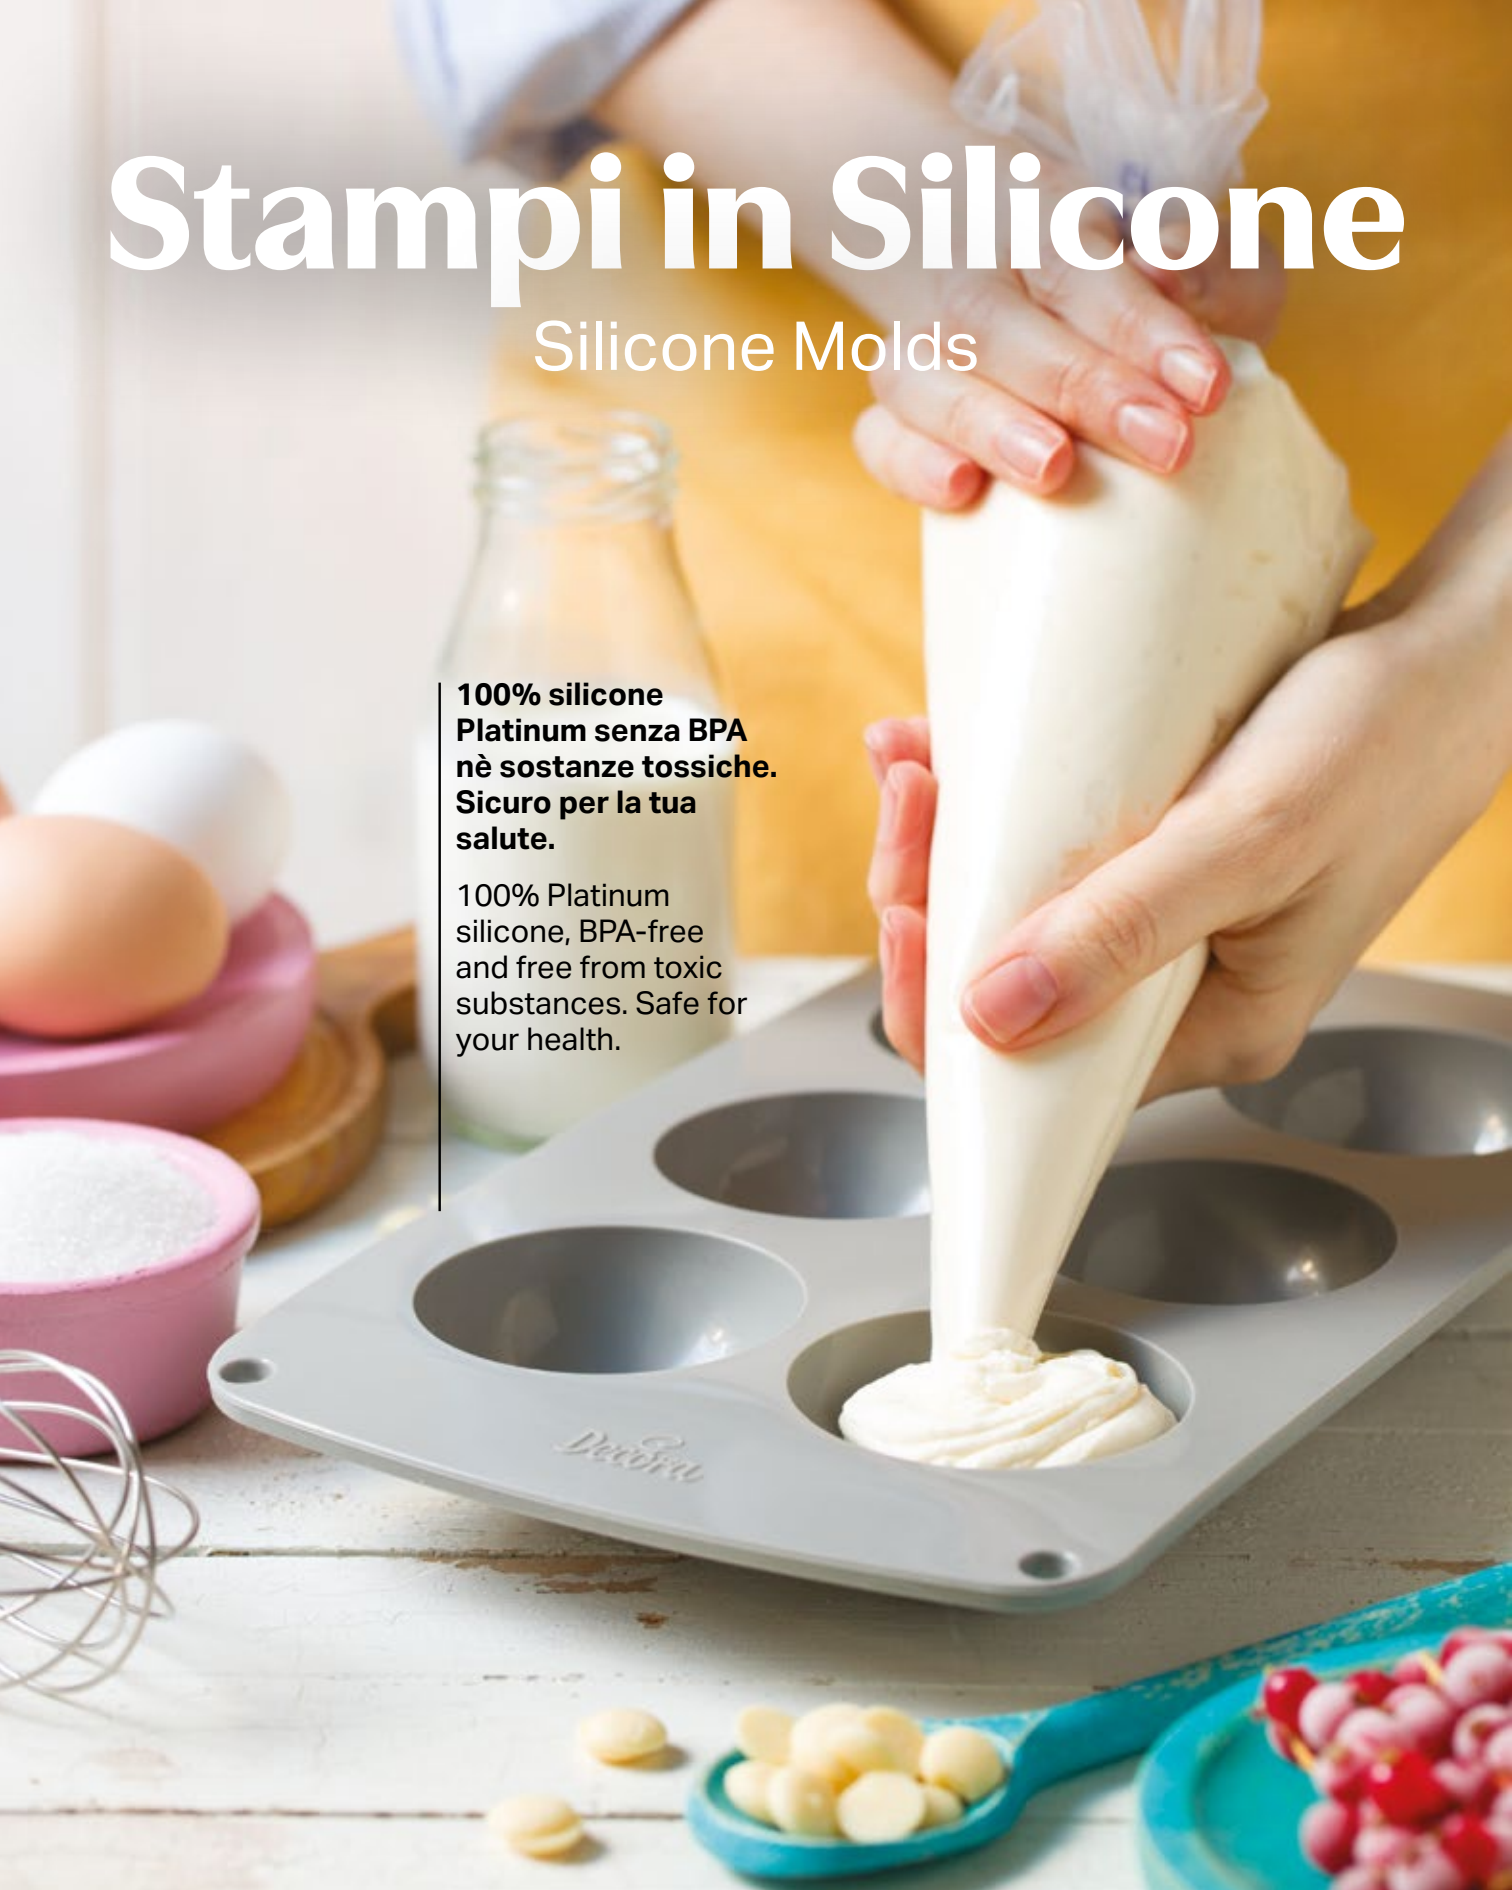 Stampi in Silicone
Silicone Molds
100% silicone
Platinum senza BPA
nè sostanze tossiche.
Sicuro per la tua
salute.
100% Platinum
silicone, BPA-free
and free from toxic
substances. Safe for
your health.
Decora